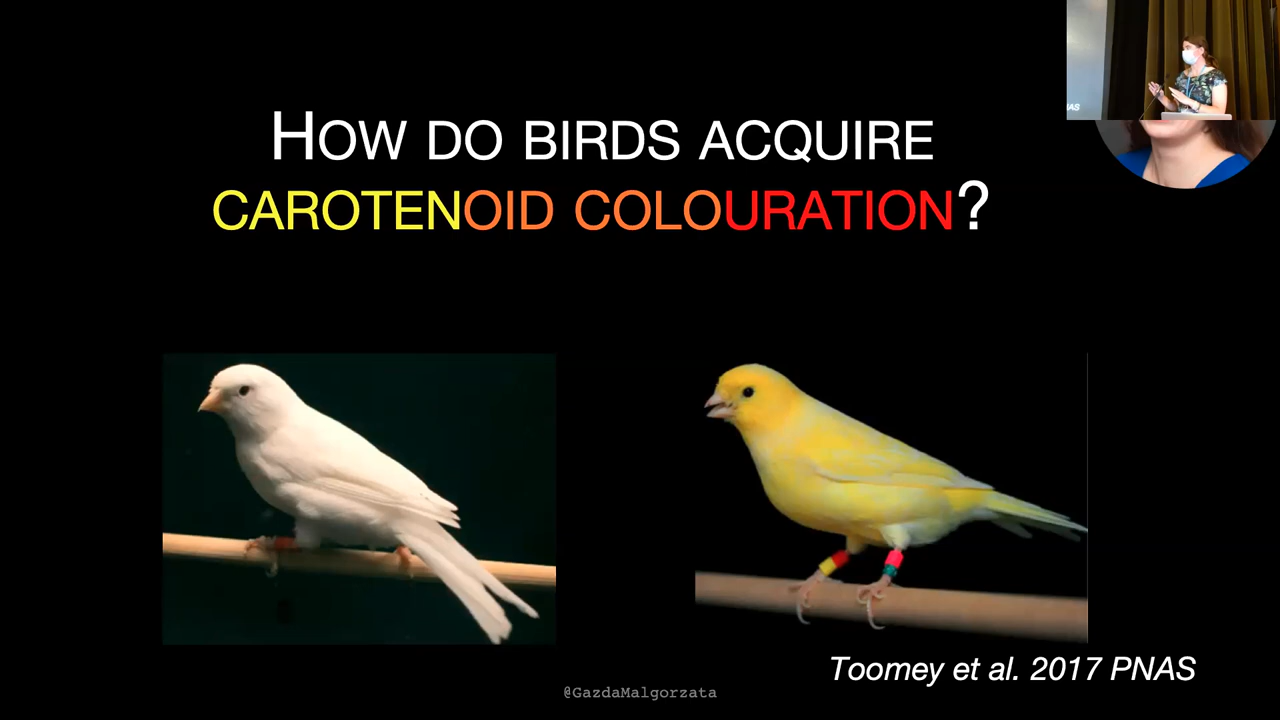 HOW DO BIRDS ACQUIRE
CAROTENOID COLOURATION?
Toomey et al. 2017 PNAS
@GazdaMalgorzata